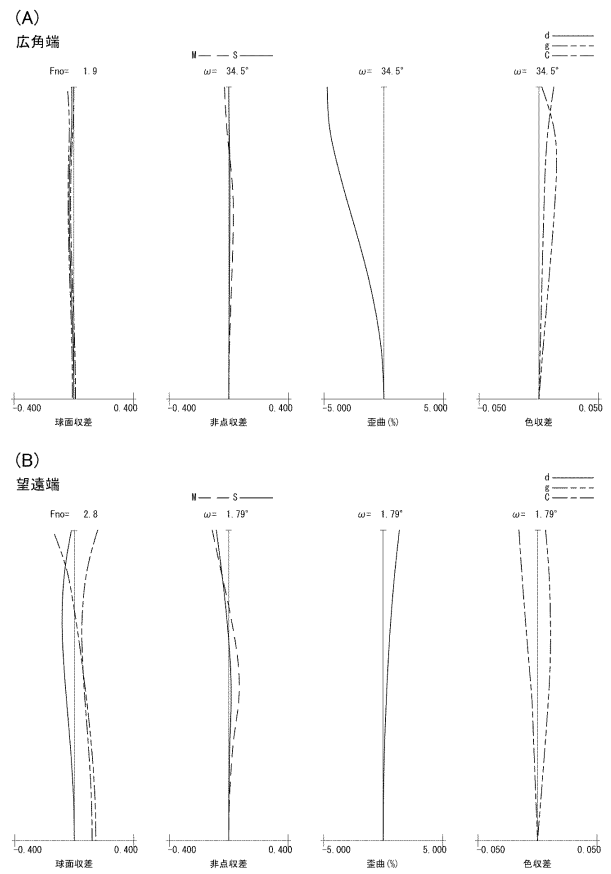 (A)
広角端
d
g
C
M S
Fno= 1.9
ω= 34.5°
ω= 34.5°
ω= 34.5°
-0.400 0.400
球面収差
-0.400 0.400
非点収差
-5.000 5.000
歪曲(%)
-0.050 0.050
色収差
(B)
望遠端
d
g
C
M S
Fno= 2.8
ω= 1.79°
ω= 1.79°
ω= 1.79°
-0.400 0.400
球面収差
-0.400 0.400
非点収差
-5.000 5.000
歪曲(%)
-0.050 0.050
色収差